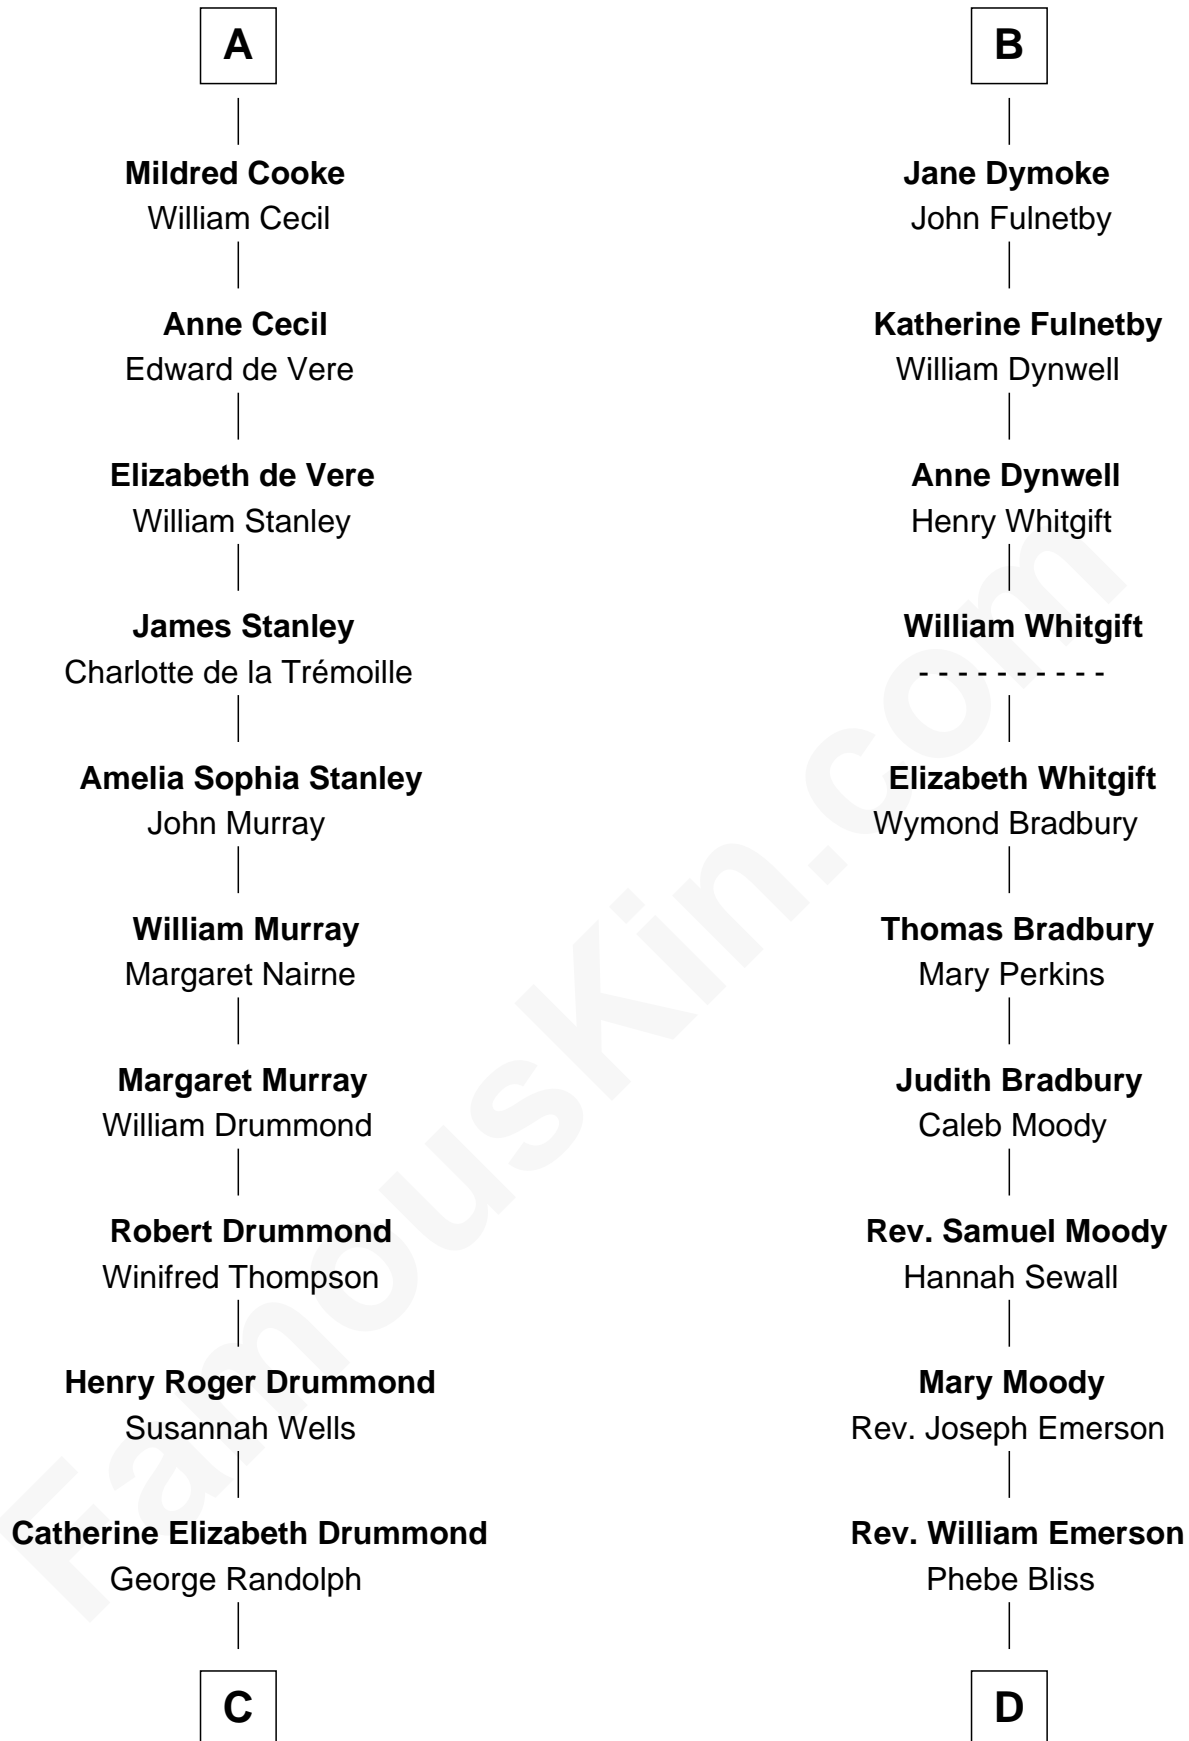 A
Mildred Cooke
William Cecil
Anne Cecil
Edward de Vere
Elizabeth de Vere
William Stanley
James Stanley
Charlotte de la Trémoille
Amelia Sophia Stanley
John Murray
William Murray
Margaret Nairne
Margaret Murray
William Drummond
Robert Drummond
Winifred Thompson
Henry Roger Drummond
Susannah Wells
Catherine Elizabeth Drummond
George Randolph
C
B
Jane Dymoke
John Fulnetby
Katherine Fulnetby
William Dynwell
Anne Dynwell
Henry Whitgift
William Whitgift
- - - - - - - - - -
Elizabeth Whitgift
Wymond Bradbury
Thomas Bradbury
Mary Perkins
Judith Bradbury
Caleb Moody
Rev. Samuel Moody
Hannah Sewall
Mary Moody
Rev. Joseph Emerson
Rev. William Emerson
Phebe Bliss
D
FamousKin.com